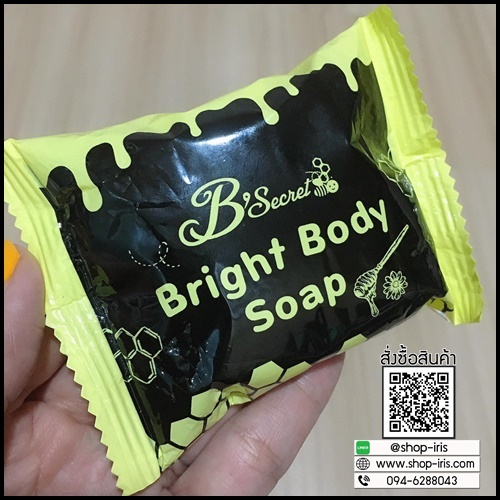 B'Secret
Bright Body
Soap
สั่งซื้อสินค้า
LINE
@shop-iris
www.shop-iris.com
094-6288043